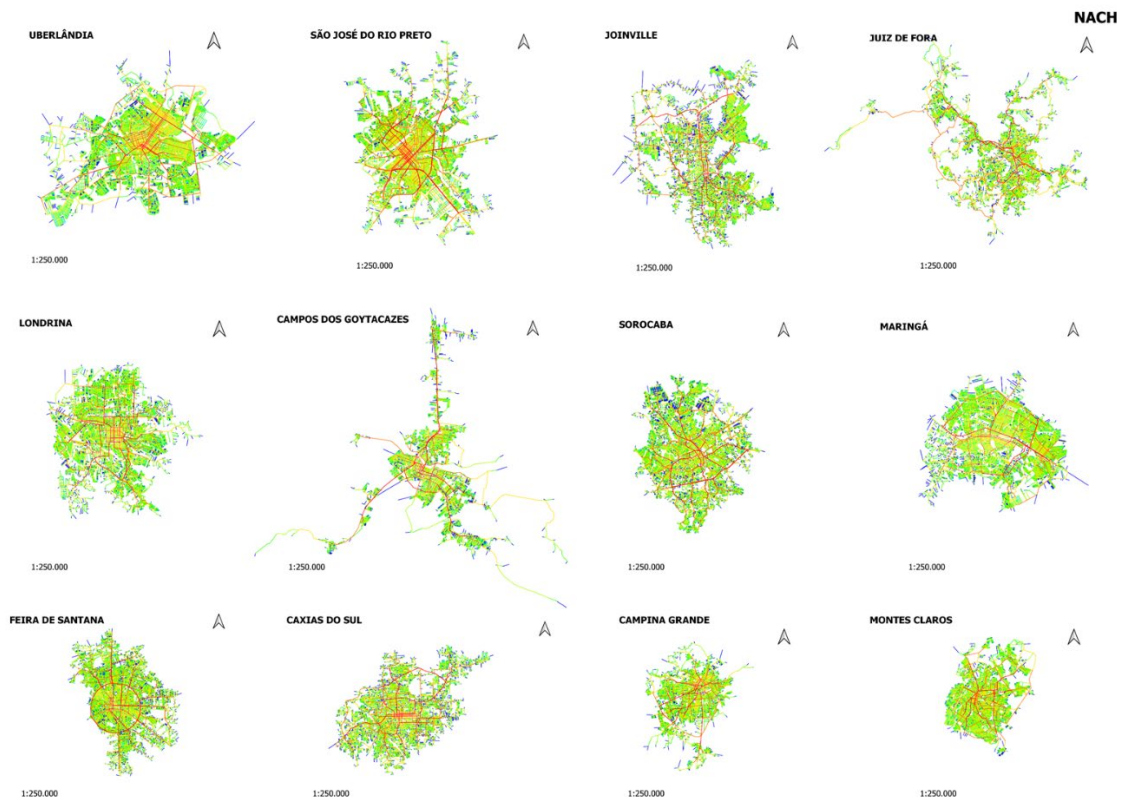 NACH
UBERLÂNDIA
SÃO JOSÉ DO RIO PRETO
JOINVILLE
JUIZ DE FORA
1:250.000
1:250.000
1:250.000
1:250.000
LONDRINA
CAMPOS DOS GOYTACAZES
SOROCABA
MARINGÁ
1:250.000
1:250.000
1:250.000
1:250.000
FEIRA DE SANTANA
CAXIAS DO SUL
CAMPINA GRANDE
MONTES CLAROS
1:250.000
1:250.000
1:250.000
1:250.000